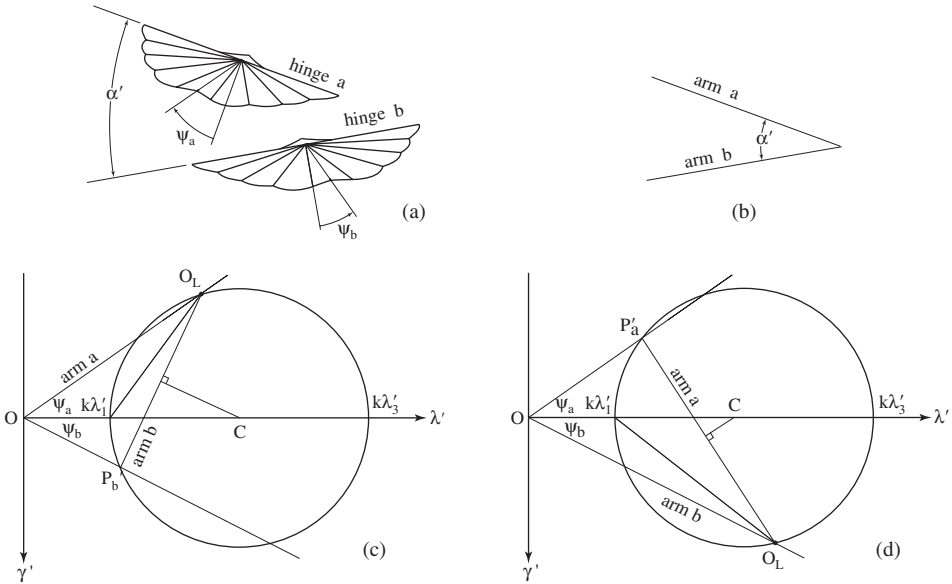 α′
hinge a
ψa
hinge b
ψb
(a)
arm a
α′
arm b
(b)
OL
arm a
O
ψa
kλ′1
kλ′3
λ′
ψb
C
arm b
Pb
(c)
γ'
P′a
arm a
O
ψa
kλ′1
C
kλ′3
λ′
ψb
arm b
OL
(d)
γ'